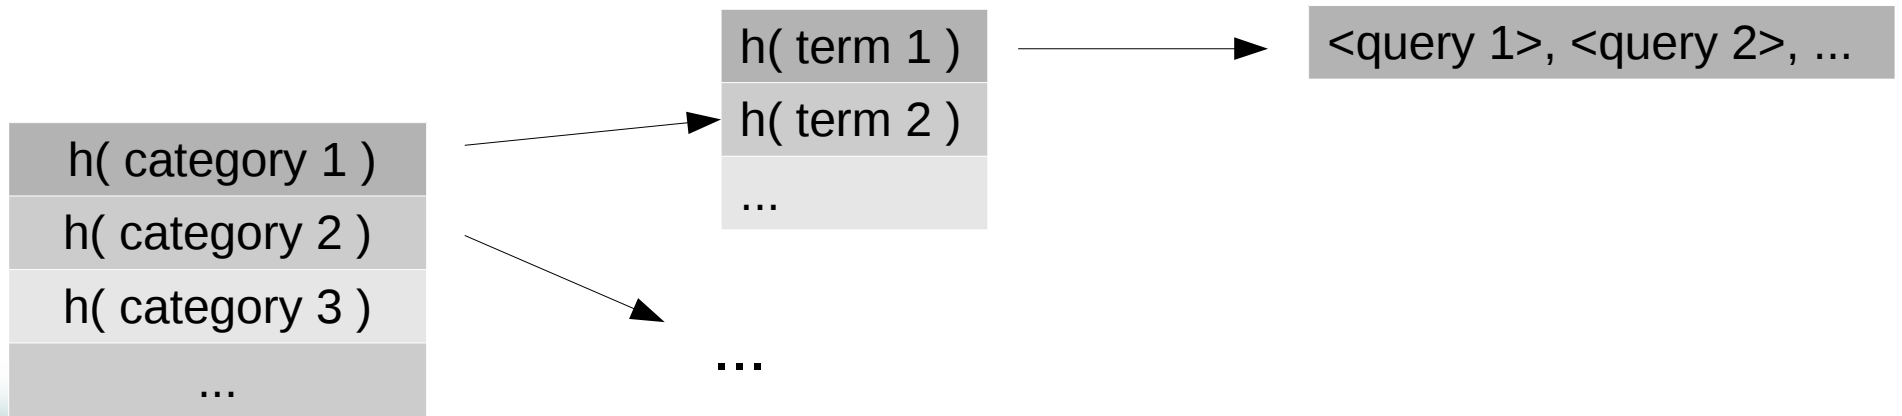 h( category 1 )
h( category 2 )
h( category 3 )
...
h( term 1 )
h( term 2 )
...
...
<query 1>, <query 2>, ...